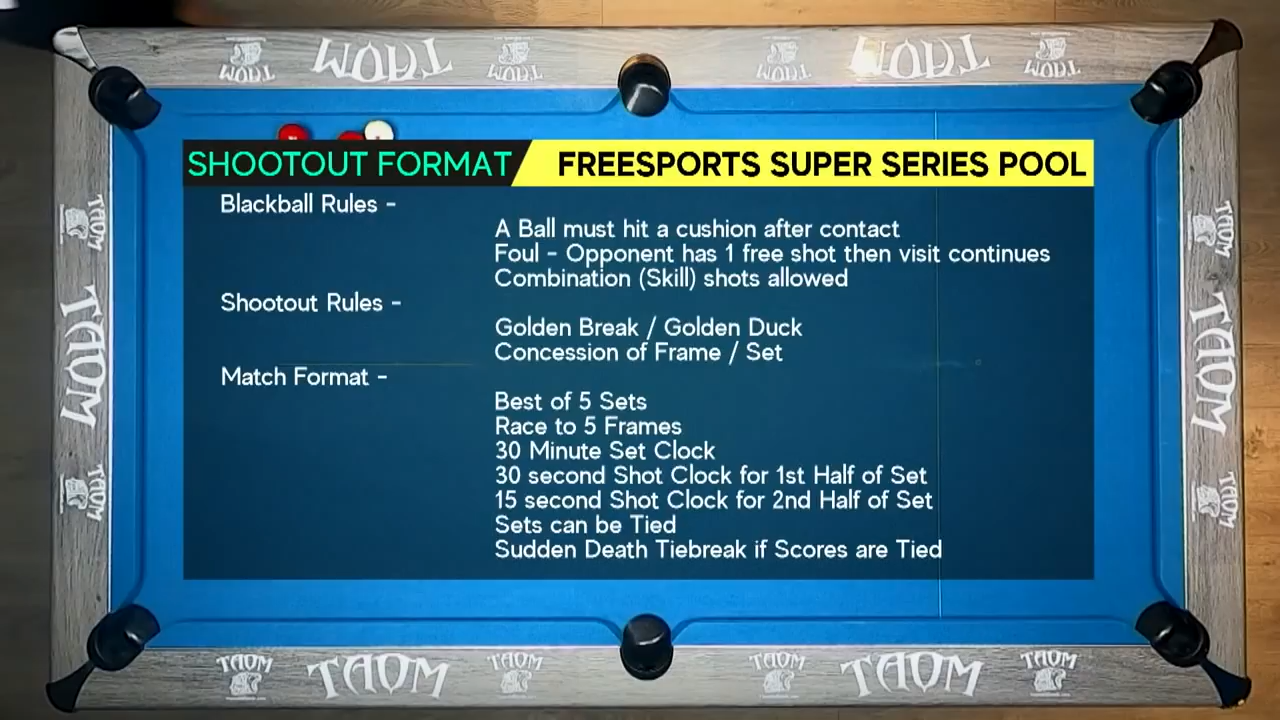 TAOM TAOM TAOM TAOM TAOM TAOM
SHOOTOUT FORMAT FREESPORTS SUPER SERIES POOL
Blackball Rules -
A Ball must hit a cushion after contact
Foul - Opponent has 1 free shot then visit continues
Combination (Skill) shots allowed
Shootout Rules -
Golden Break / Golden Duck
Concession of Frame / Set
Match Format -
Best of 5 Sets
Race to 5 Frames
30 Minute Set Clock
30 second Shot Clock for 1st Half of Set
15 second Shot Clock for 2nd Half of Set
Sets can be Tied
Sudden Death Tiebreak if Scores are Tied
TAOM
TAOM
TAOM
TAOM
TAOM
TAOM
TAOM TAOM TAOM TAOM TAOM TAOM